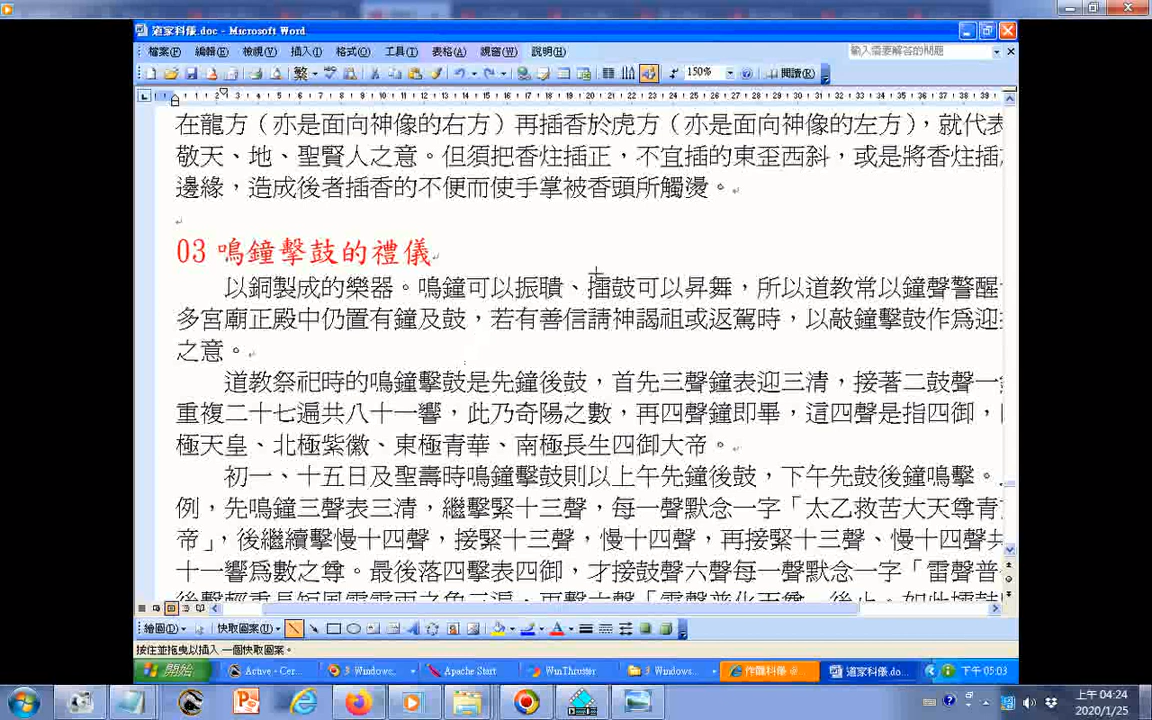 道家科儀.doc - Microsoft Word
檔案(F) 編輯(E) 檢視(V) 插入(I) 格式(O) 工具(T) 表格(A) 視窗(W) 說明(H) 輸入需要解答的問題
150% 閱讀(R)
在龍方（亦是面向神像的右方）再插香於虎方（亦是面向神像的左方），就代表
敬天、地、聖賢人之意。但須把香炷插正，不宜插的東歪西斜，或是將香炷插
邊緣，造成後者插香的不便而使手掌被香頭所觸燙。
03 鳴鐘擊鼓的禮儀
以銅製成的樂器。鳴鐘可以振聵、擂鼓可以昇舞，所以道教常以鐘聲警醒
多宮廟正殿中仍置有鐘及鼓，若有善信請神謁祖或返駕時，以敲鐘擊鼓作為迎
之意。
道教祭祀時的鳴鐘擊鼓是先鐘後鼓，首先三聲鐘表迎三清，接著二鼓聲一
重複二十七遍共八十一響，此乃奇陽之數，再四聲鐘即畢，這四聲是指四御，
極天皇、北極紫徽、東極青華、南極長生四御大帝。
初一、十五日及聖壽時鳴鐘擊鼓則以上午先鐘後鼓，下午先鼓後鐘鳴擊。
例，先鳴鐘三聲表三清，繼擊緊十三聲，每一聲默念一字「太乙救苦大天尊青
帝」，後繼續擊慢十四聲，接緊十三聲，慢十四聲，再接緊十三聲、慢十四聲共
十一響為數之尊。最後落四擊表四御，才接鼓聲六聲每一聲默念一字「雷聲普
繪圖(D) 快取圖案(U)
按住並拖曳以插入一個快取圖案。
開始 Active - Cer... 3 Windows... Apache Start WinThruster 3 Windows... 作醮科儀 @ 道家科儀.do... 下午 05:03
上午 04:24
2020/1/25